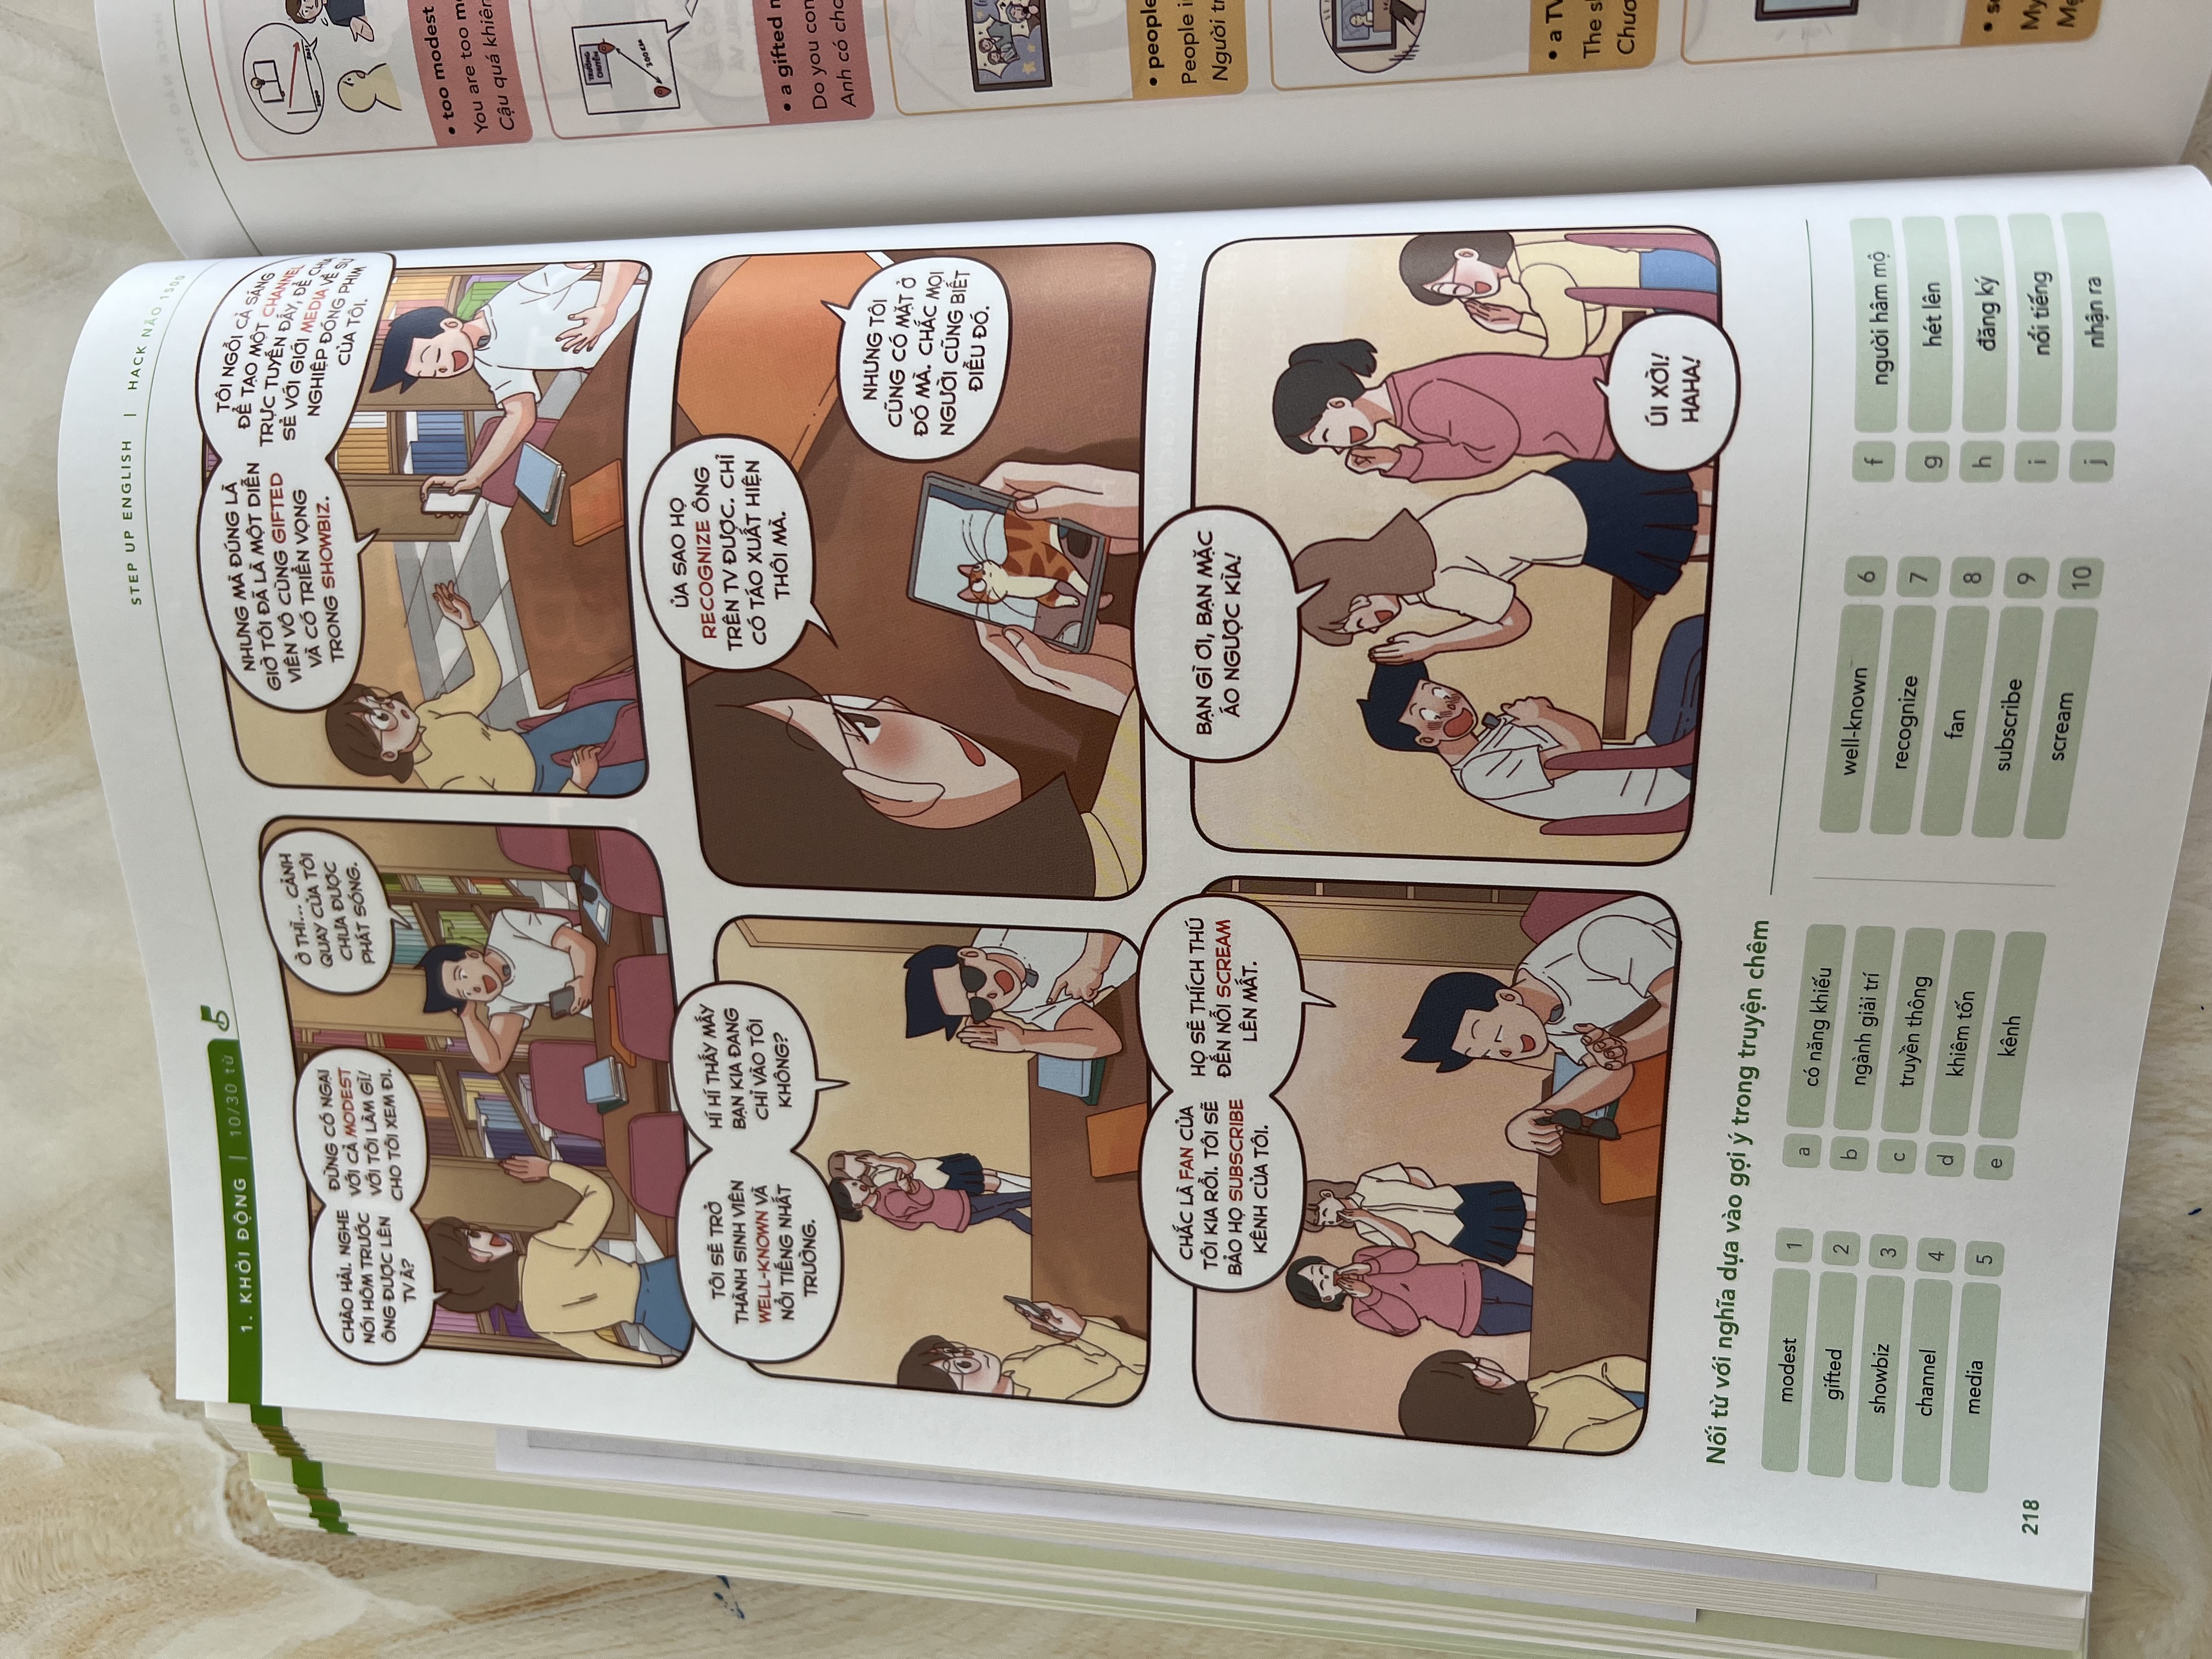 STEP UP ENGLISH | HACK NÃO 1500
1. KHỞI ĐỘNG | 10/30 từ
CHÀO HẢI. NGHE
NÓI HÔM TRƯỚC
ÔNG ĐƯỢC LÊN
TV À?
ĐỪNG CÓ NGẠI
VỚI CẢ MODEST
VỚI TÔI LÀM GÌ!
CHO TÔI XEM ĐI.
Ờ THÌ... CẢNH
QUAY CỦA TÔI
CHƯA ĐƯỢC
PHÁT SÓNG.
NHƯNG MÀ ĐÚNG LÀ
GIỜ TÔI ĐÃ LÀ MỘT DIỄN
VIÊN VÔ CÙNG GIFTED
VÀ CÓ TRIỂN VỌNG
TRONG SHOWBIZ.
TÔI NGỒI CẢ SÁNG
ĐỂ TẠO MỘT CHANNEL
TRỰC TUYẾN ĐẤY, ĐỂ CHIA
SẺ VỚI GIỚI MEDIA VỀ SỰ
NGHIỆP ĐÓNG PHIM
CỦA TÔI.
TÔI SẼ TRỞ
THÀNH SINH VIÊN
WELL-KNOWN VÀ
NỔI TIẾNG NHẤT
TRƯỜNG.
HÍ HÍ THẤY MẤY
BẠN KIA ĐANG
CHỈ VÀO TÔI
KHÔNG?
ỦA SAO HỌ
RECOGNIZE ÔNG
TRÊN TV ĐƯỢC. CHỈ
CÓ TÁO XUẤT HIỆN
THÔI MÀ.
NHƯNG TÔI
CŨNG CÓ MẶT Ở
ĐÓ MÀ. CHẮC MỌI
NGƯỜI CŨNG BIẾT
ĐIỀU ĐÓ.
CHẮC LÀ FAN CỦA
TÔI KIA RỒI. TÔI SẼ
BẢO HỌ SUBSCRIBE
KÊNH CỦA TÔI.
HỌ SẼ THÍCH THÚ
ĐẾN NỖI SCREAM
LÊN MẤT.
BẠN GÌ ƠI, BẠN MẶC
ÁO NGƯỢC KÌA!
ÚI XỜI!
HAHA!
Nối từ với nghĩa dựa vào gợi ý trong truyện chêm
modest 1
gifted 2
showbiz 3
channel 4
media 5
a có năng khiếu
b ngành giải trí
c truyền thông
d khiêm tốn
e kênh
well-known 6
recognize 7
fan 8
subscribe 9
scream 10
f người hâm mộ
g hét lên
h đăng ký
i nổi tiếng
j nhận ra
218
TRƯỜNG
CHUYÊN
300KM
• too modest
You are too
Cậu quá
• a gifted
Do you
Anh có
• people
People
Người
• a TV
The
• 
My